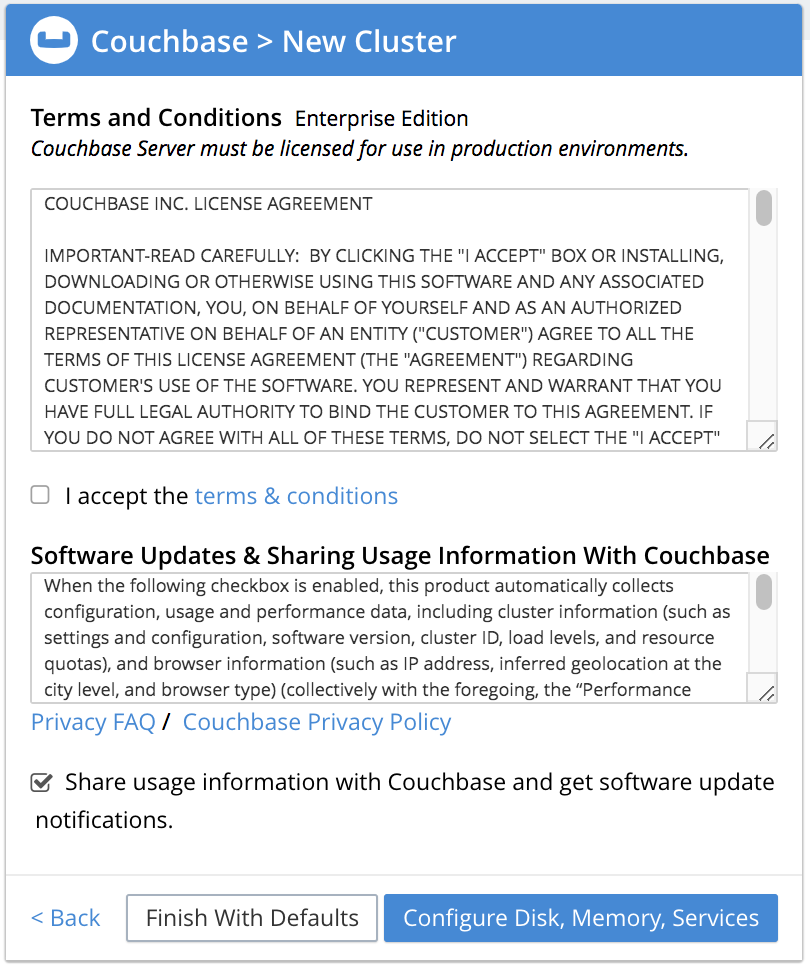 Couchbase > New Cluster
Terms and Conditions Enterprise Edition
Couchbase Server must be licensed for use in production environments.
COUCHBASE INC. LICENSE AGREEMENT
IMPORTANT-READ CAREFULLY:  BY CLICKING THE "I ACCEPT" BOX OR INSTALLING,
DOWNLOADING OR OTHERWISE USING THIS SOFTWARE AND ANY ASSOCIATED
DOCUMENTATION, YOU, ON BEHALF OF YOURSELF AND AS AN AUTHORIZED
REPRESENTATIVE ON BEHALF OF AN ENTITY ("CUSTOMER") AGREE TO ALL THE
TERMS OF THIS LICENSE AGREEMENT (THE "AGREEMENT") REGARDING
CUSTOMER'S USE OF THE SOFTWARE. YOU REPRESENT AND WARRANT THAT YOU
HAVE FULL LEGAL AUTHORITY TO BIND THE CUSTOMER TO THIS AGREEMENT. IF
YOU DO NOT AGREE WITH ALL OF THESE TERMS, DO NOT SELECT THE "I ACCEPT"
I accept the terms & conditions
Software Updates & Sharing Usage Information With Couchbase
When the following checkbox is enabled, this product automatically collects
configuration, usage and performance data, including cluster information (such as
settings and configuration, software version, cluster ID, load levels, and resource
quotas), and browser information (such as IP address, inferred geolocation at the
city level, and browser type) (collectively with the foregoing, the “Performance
Privacy FAQ / Couchbase Privacy Policy
Share usage information with Couchbase and get software update
notifications.
< Back Finish With Defaults Configure Disk, Memory, Services